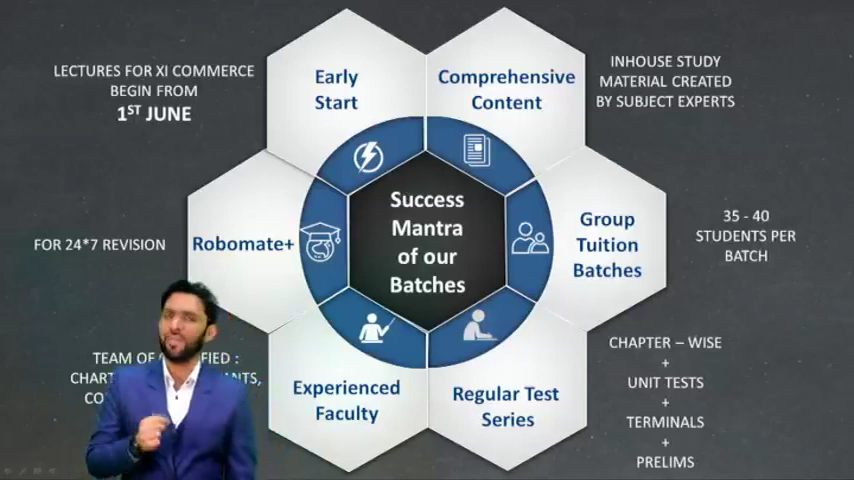 LECTURES FOR XI COMMERCE
BEGIN FROM
1ST JUNE
Early
Start
Comprehensive
Content
INHOUSE STUDY
MATERIAL CREATED
BY SUBJECT EXPERTS
FOR 24*7 REVISION
Robomate+
Success
Mantra
of our
Batches
Group
Tuition
Batches
35 - 40
STUDENTS PER
BATCH
TEAM OF
:
Experienced
Faculty
Regular Test
Series
CHAPTER – WISE
+
UNIT TESTS
+
TERMINALS
+
PRELIMS